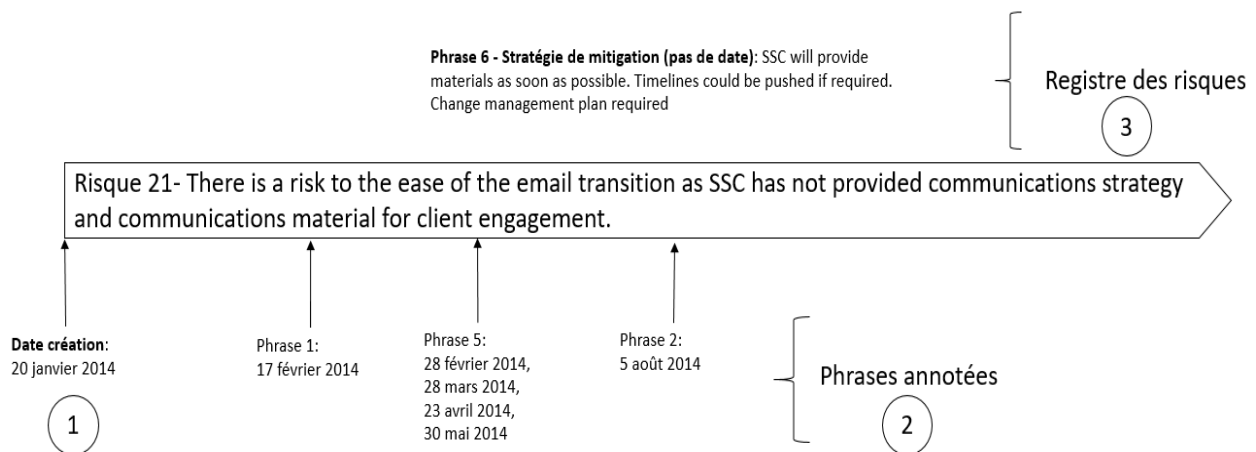 Phrase 6 - Stratégie de mitigation (pas de date): SSC will provide
materials as soon as possible. Timelines could be pushed if required.
Change management plan required
Registre des risques
3
Risque 21- There is a risk to the ease of the email transition as SSC has not provided communications strategy
and communications material for client engagement.
Date création:
20 janvier 2014
1
Phrase 1:
17 février 2014
Phrase 5:
28 février 2014,
28 mars 2014,
23 avril 2014,
30 mai 2014
Phrase 2:
5 août 2014
Phrases annotées
2